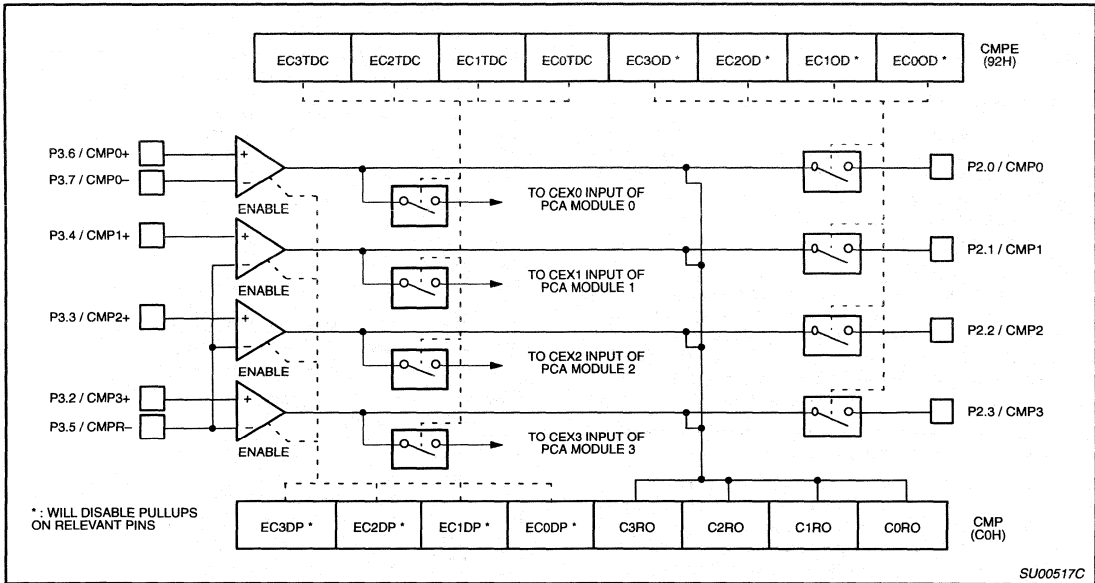 EC3TDC EC2TDC EC1TDC EC0TDC EC3OD * EC2OD * EC1OD * EC0OD *
CMPE
(92H)
P3.6 / CMP0+
P3.7 / CMP0–
+
–
ENABLE
TO CEX0 INPUT OF
PCA MODULE 0
P2.0 / CMP0
P3.4 / CMP1+
+
–
ENABLE
TO CEX1 INPUT OF
PCA MODULE 1
P2.1 / CMP1
P3.3 / CMP2+
+
–
ENABLE
TO CEX2 INPUT OF
PCA MODULE 2
P2.2 / CMP2
P3.2 / CMP3+
P3.5 / CMPR–
+
–
ENABLE
TO CEX3 INPUT OF
PCA MODULE 3
P2.3 / CMP3
* : WILL DISABLE PULLUPS
ON RELEVANT PINS
EC3DP * EC2DP * EC1DP * EC0DP * C3RO C2RO C1RO C0RO
CMP
(C0H)
SU00517C